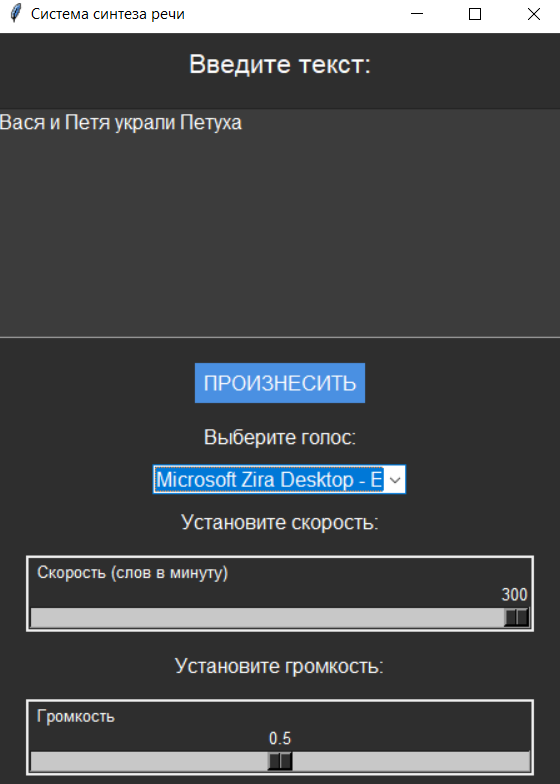 Система синтеза речи
Введите текст:
Вася и Петя украли Петуха
ПРОИЗНЕСИТЬ
Выберите голос:
Microsoft Zira Desktop - E
Установите скорость:
Скорость (слов в минуту)
300
Установите громкость:
Громкость
0.5